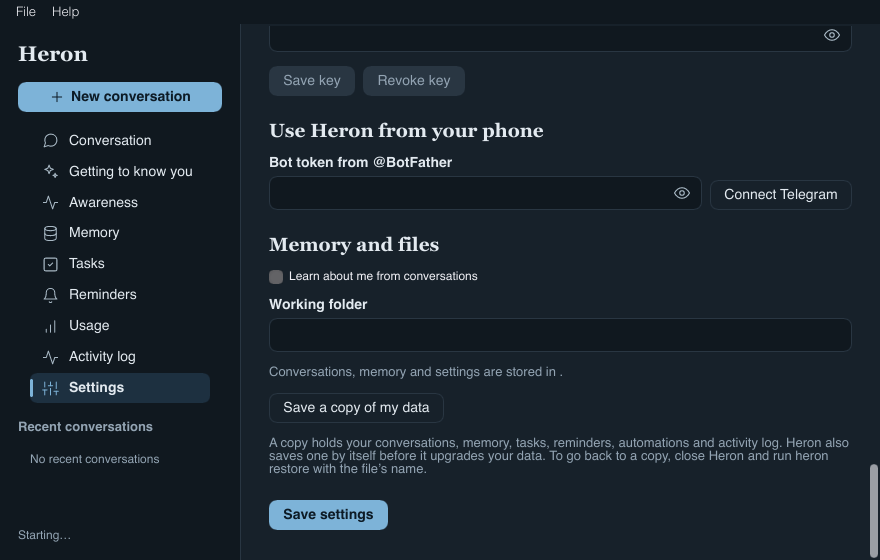 File Help
Heron
New conversation
Conversation
Getting to know you
Awareness
Memory
Tasks
Reminders
Usage
Activity log
Settings
Recent conversations
No recent conversations
Starting…
Save key
Revoke key
Use Heron from your phone
Bot token from @BotFather
Connect Telegram
Memory and files
Learn about me from conversations
Working folder
Conversations, memory and settings are stored in .
Save a copy of my data
A copy holds your conversations, memory, tasks, reminders, automations and activity log. Heron also
saves one by itself before it upgrades your data. To go back to a copy, close Heron and run heron
restore with the file’s name.
Save settings